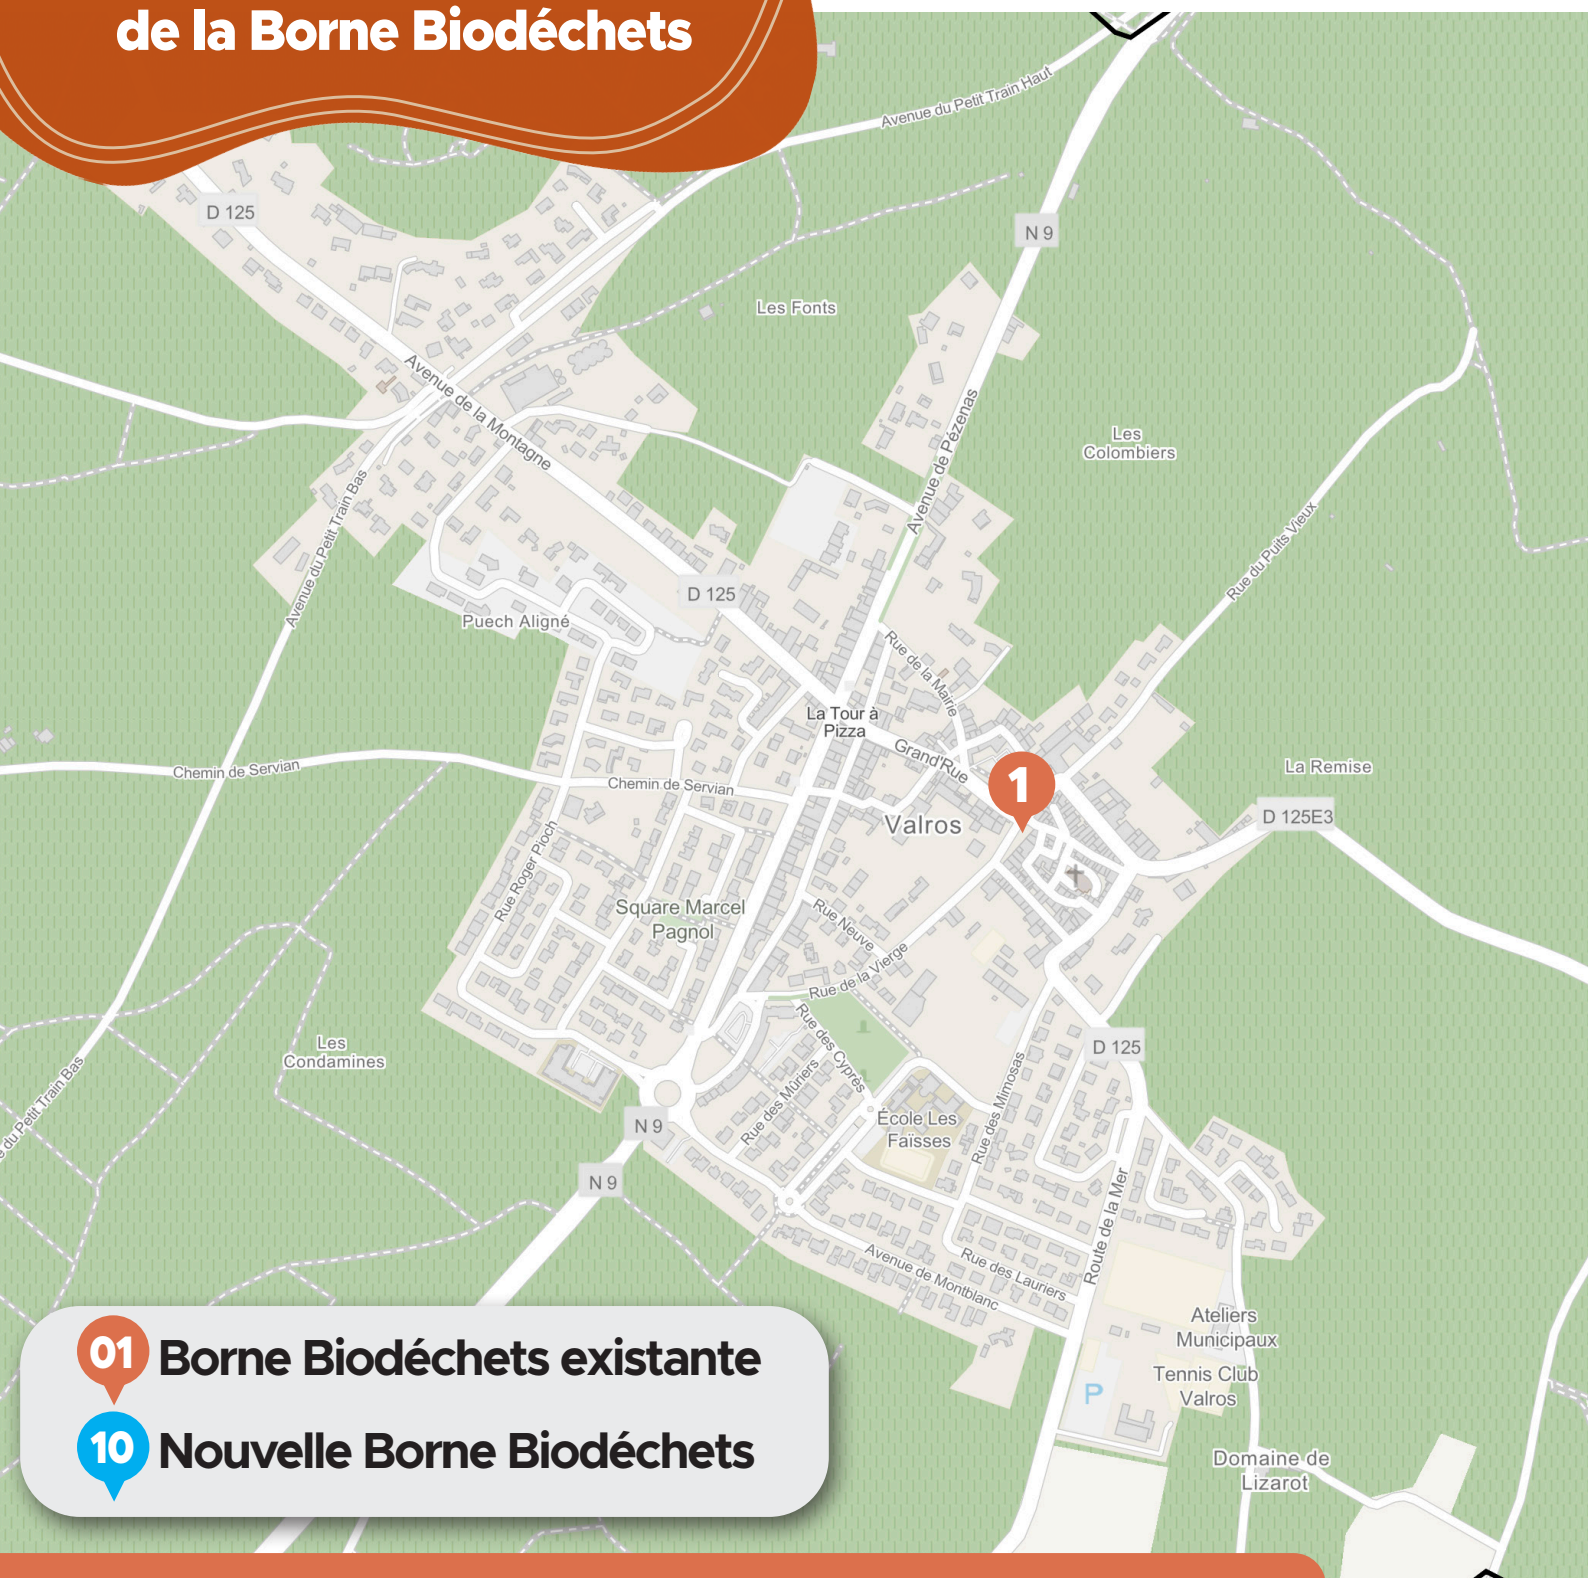 de la Borne Biodéchets
Avenue du Petit Train Haut
D 125
N 9
Les Fonts
Avenue de la Montagne
Avenue de Pézenas
Les
Colombiers
Avenue du Petit Train Bas
Rue du Puits Vieux
D 125
Puech Aligné
Rue de la Mairie
La Tour à
Pizza
Grand'Rue
Chemin de Servian
Chemin de Servian
1
La Remise
D 125E3
Valros
Rue Roger Pioch
Square Marcel
Pagnol
Rue Neuve
Rue de la Vierge
Les
Condamines
Rue des Cyprès
D 125
Rue des Mûriers
Rue des Mimosas
du Petit Train Bas
N 9
École Les
Faïsses
N 9
Route de la Mer
Avenue de Montblanc
Rue des Lauriers
Ateliers
Municipaux
Tennis Club
Valros
P
Domaine de
Lizarot
01 Borne Biodéchets existante
10 Nouvelle Borne Biodéchets